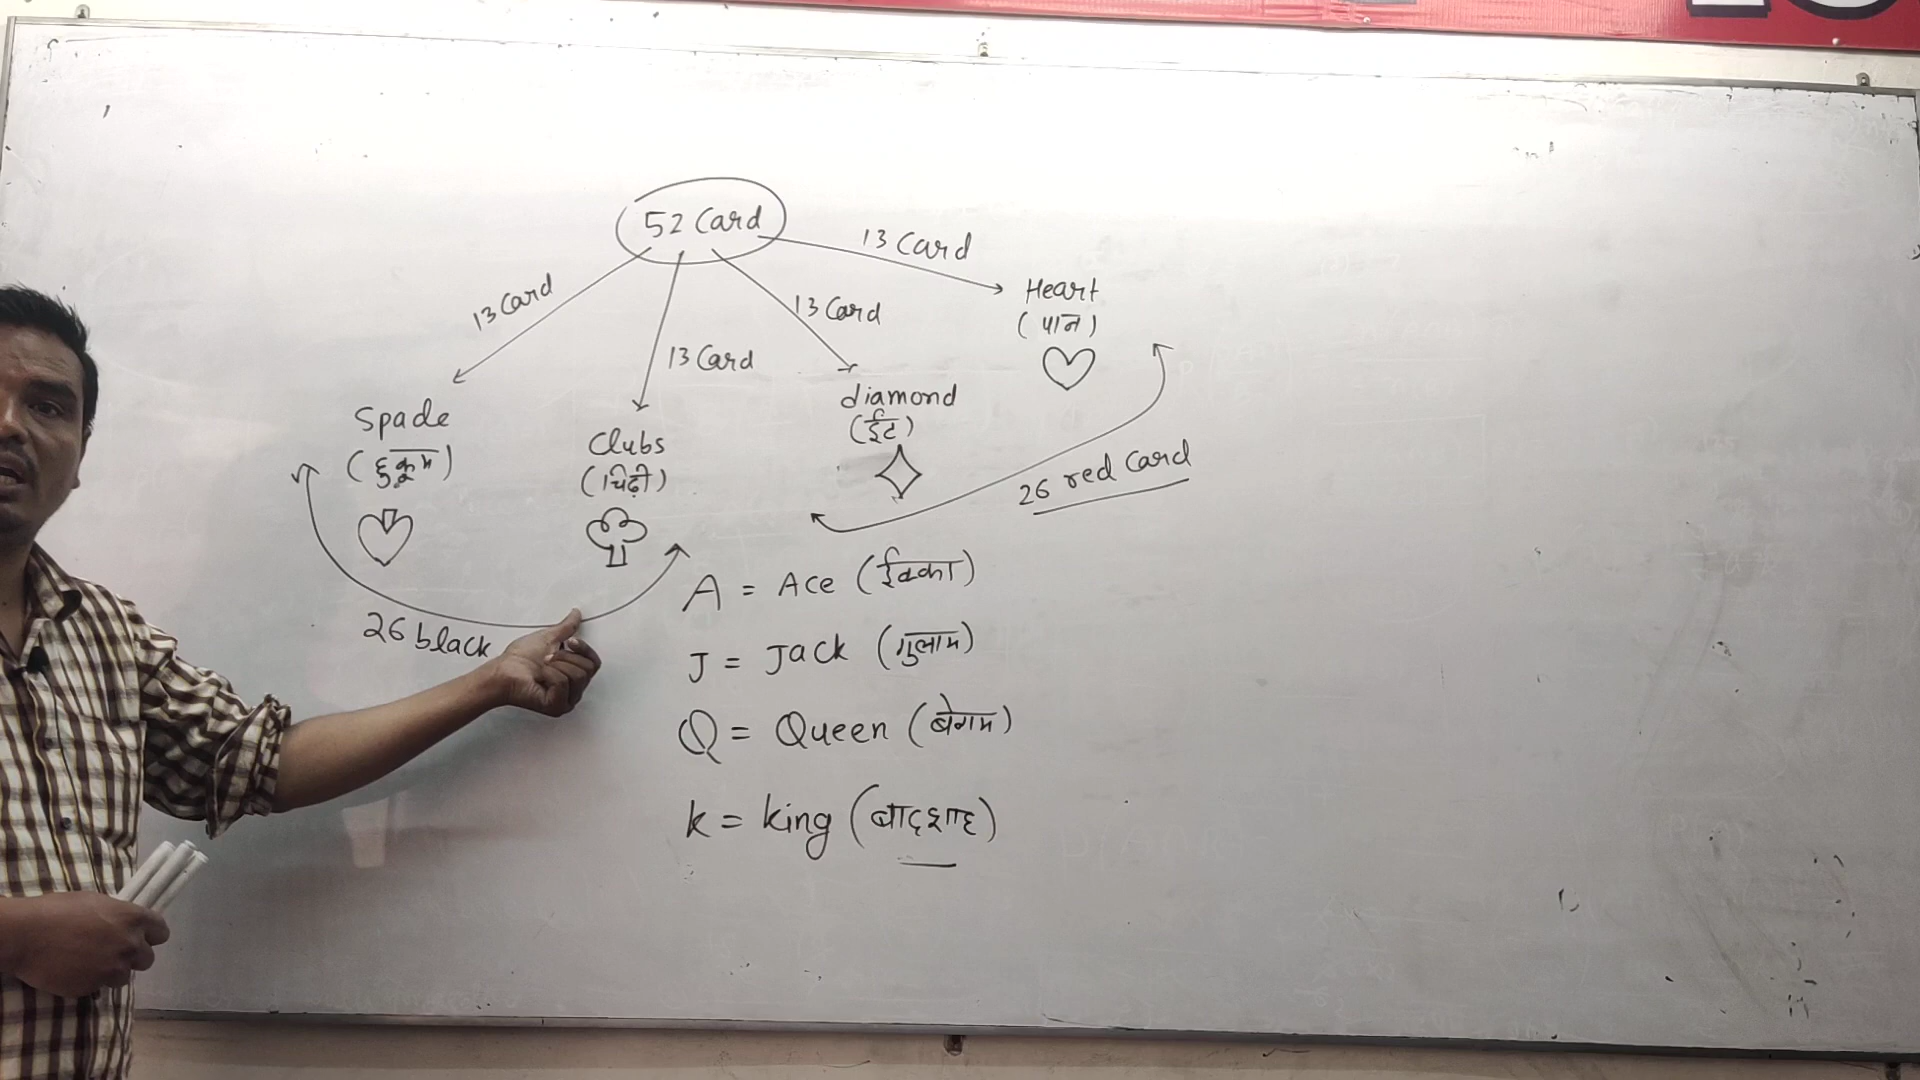 52 Card
13 Card
13 Card
13 Card
13 Card
Heart
(पान)
diamond
(ईंट)
Spade
(हुकूम)
Clubs
(चिढ़ी)
26 red Card
26 black
A = Ace (ईक्का)
J = Jack (गुलाम)
Q = Queen (बेगम)
k = king (बादशाह)